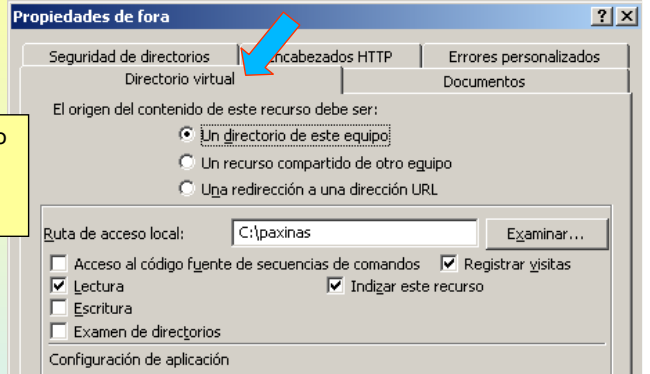 Propiedades de fora
Seguridad de directorios Encabezados HTTP Errores personalizados
Directorio virtual Documentos
El origen del contenido de este recurso debe ser:
Un directorio de este equipo
Un recurso compartido de otro equipo
Una redirección a una dirección URL
o
Ruta de acceso local: C:\paxinas Examinar...
Acceso al código fuente de secuencias de comandos Registrar visitas
Lectura Indizar este recurso
Escritura
Examen de directorios
Configuración de aplicación